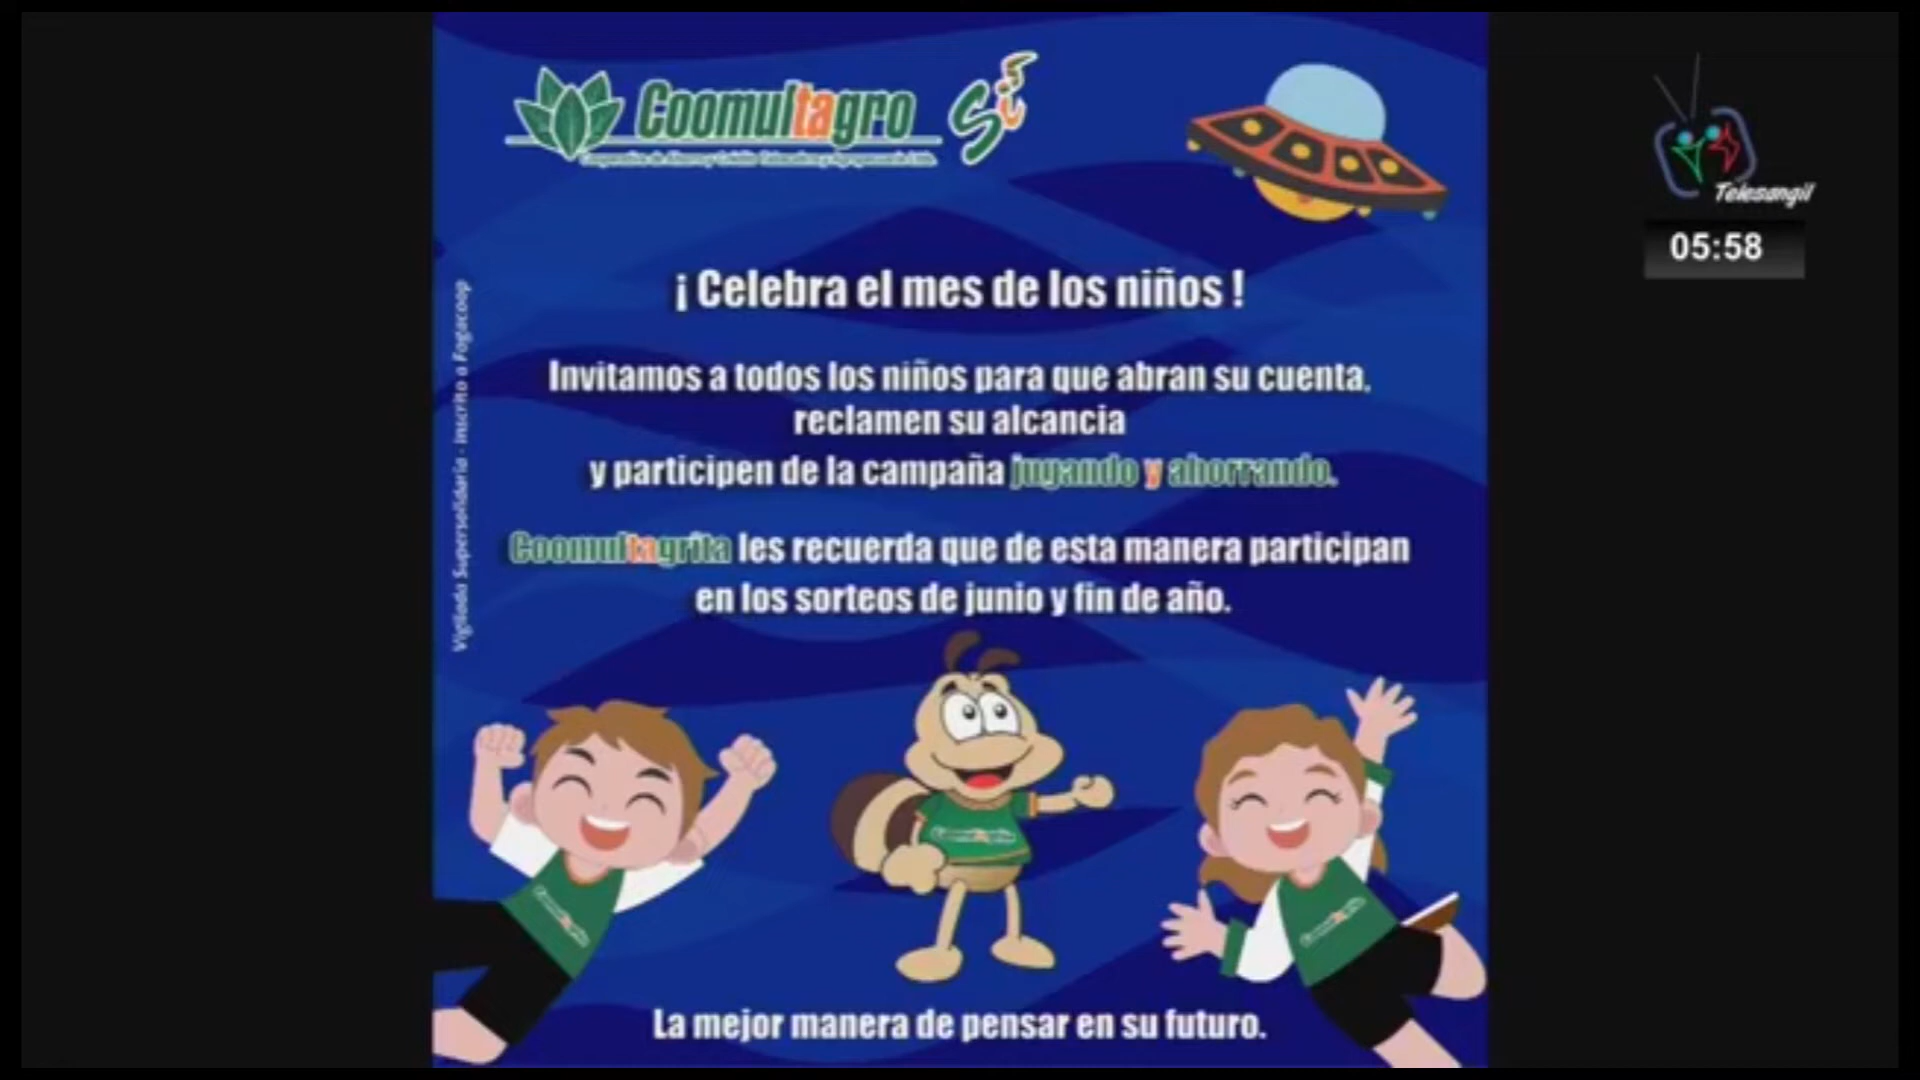 Coomultagro Si
Telesangil
05:58
¡ Celebra el mes de los niños !
Invitamos a todos los niños para que abran su cuenta,
reclamen su alcancia
y participen de la campaña jugando y ahorrando.
Coomultagrita les recuerda que de esta manera participan
en los sorteos de junio y fin de año.
La mejor manera de pensar en su futuro.
Vigilada Supersolidaria - inscrito a Fogacoop